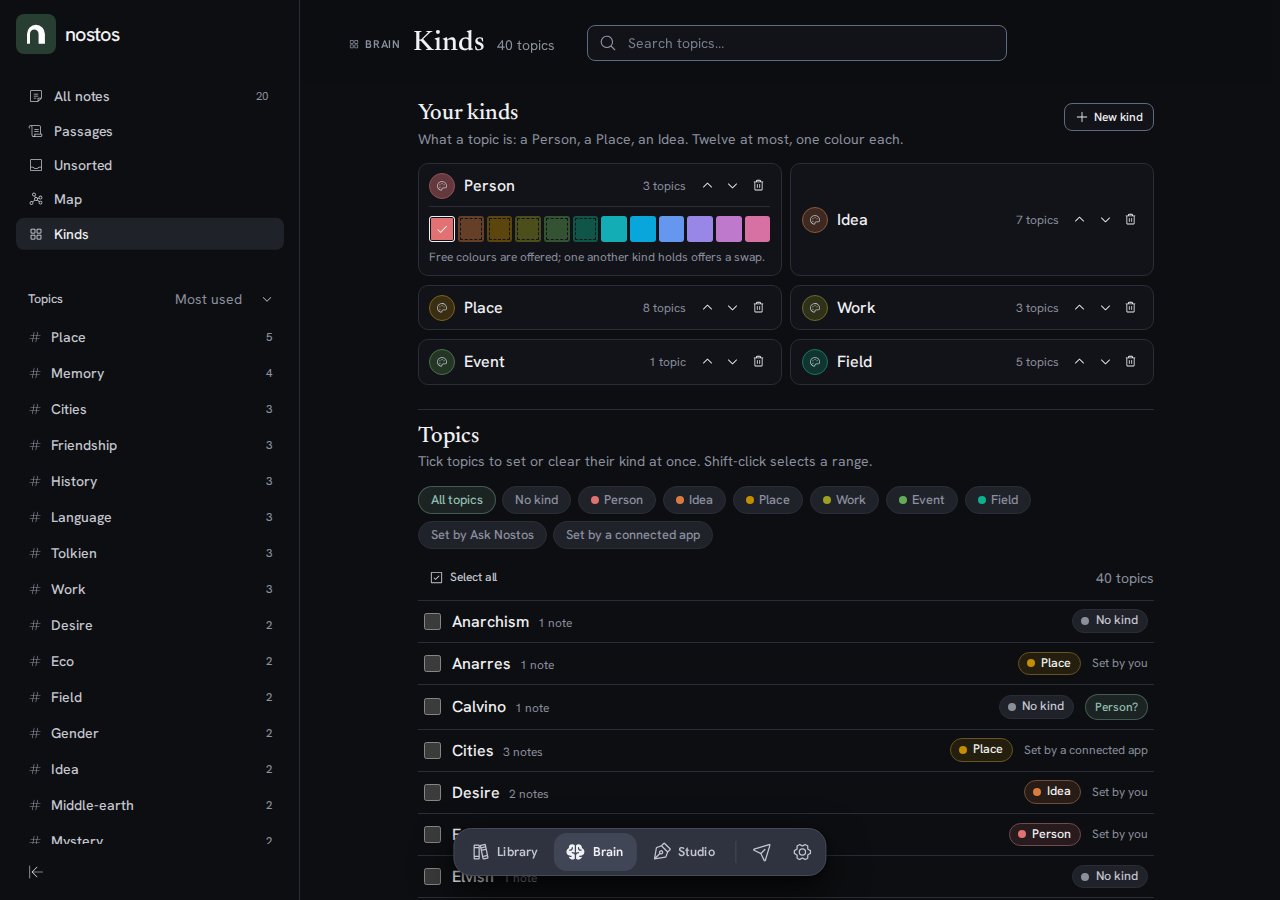 nostos
All notes 20
Passages
Unsorted
Map
Kinds
Topics Most used
# Place 5
# Memory 4
# Cities 3
# Friendship 3
# History 3
# Language 3
# Tolkien 3
# Work 3
# Desire 2
# Eco 2
# Field 2
# Gender 2
# Idea 2
# Middle-earth 2
# Mystery 2
BRAIN Kinds 40 topics
Search topics...
Your kinds
New kind
What a topic is: a Person, a Place, an Idea. Twelve at most, one colour each.
Person 3 topics
Free colours are offered; one another kind holds offers a swap.
Idea 7 topics
Place 8 topics
Work 3 topics
Event 1 topic
Field 5 topics
Topics
Tick topics to set or clear their kind at once. Shift-click selects a range.
All topics No kind Person Idea Place Work Event Field
Set by Ask Nostos Set by a connected app
Select all 40 topics
Anarchism 1 note No kind
Anarres 1 note Place Set by you
Calvino 1 note No kind Person?
Cities 3 notes Place Set by a connected app
Desire 2 notes Idea Set by you
Person Set by you
Elvish 1 note No kind
Library Brain Studio